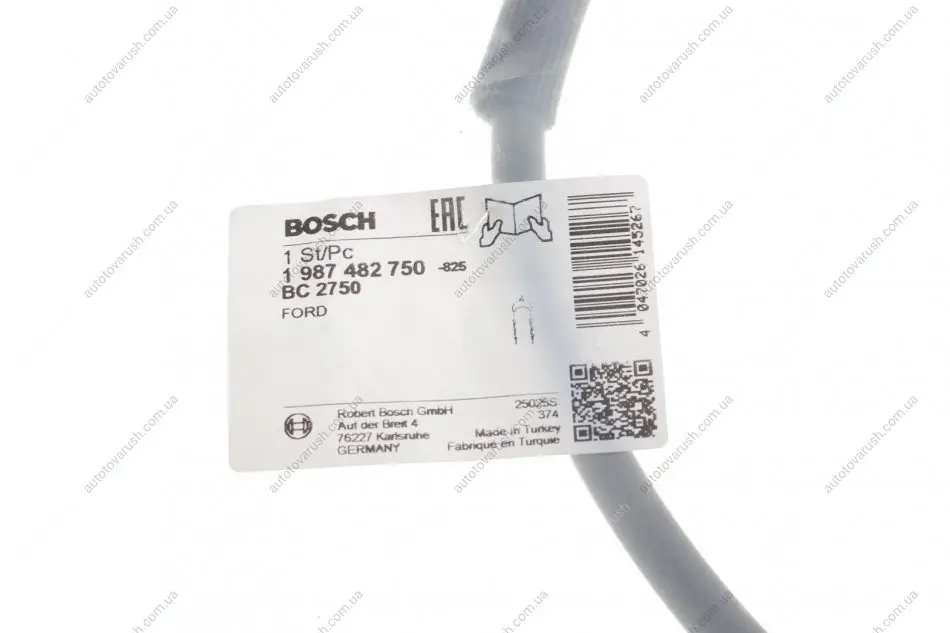 BOSCH
EAC
1 St/Pc
1 987 482 750 -825
BC 2750
FORD
4 047026 145267
Robert Bosch GmbH
Auf der Breit 4
76227 Karlsruhe
GERMANY
25025S
374
Made in Turkey
Fabriqué en Turquie
autotovarush.com.ua